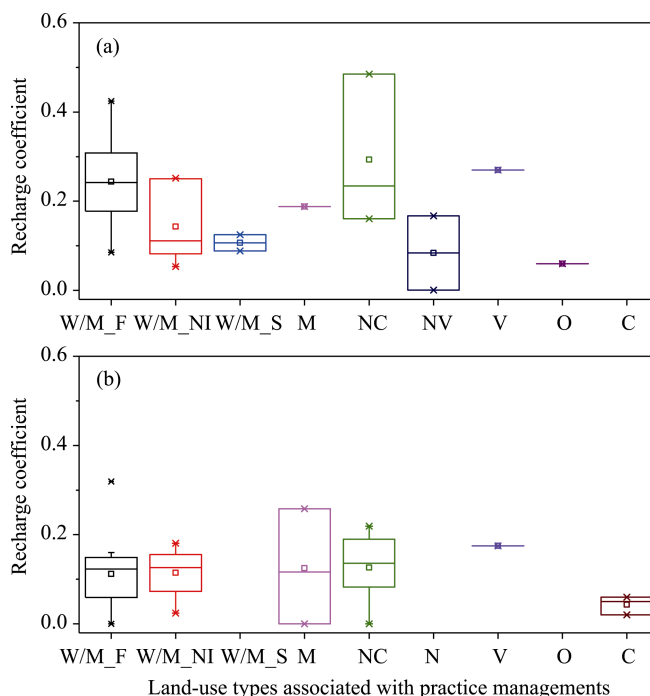 0.6
(a)
Recharge coefficient
0.4
0.2
0.0
W/M_F W/M_NI W/M_S M NC NV V O C
0.6
(b)
Recharge coefficient
0.4
0.2
0.0
W/M_F W/M_NI W/M_S M NC N V O C
Land-use types associated with practice managements